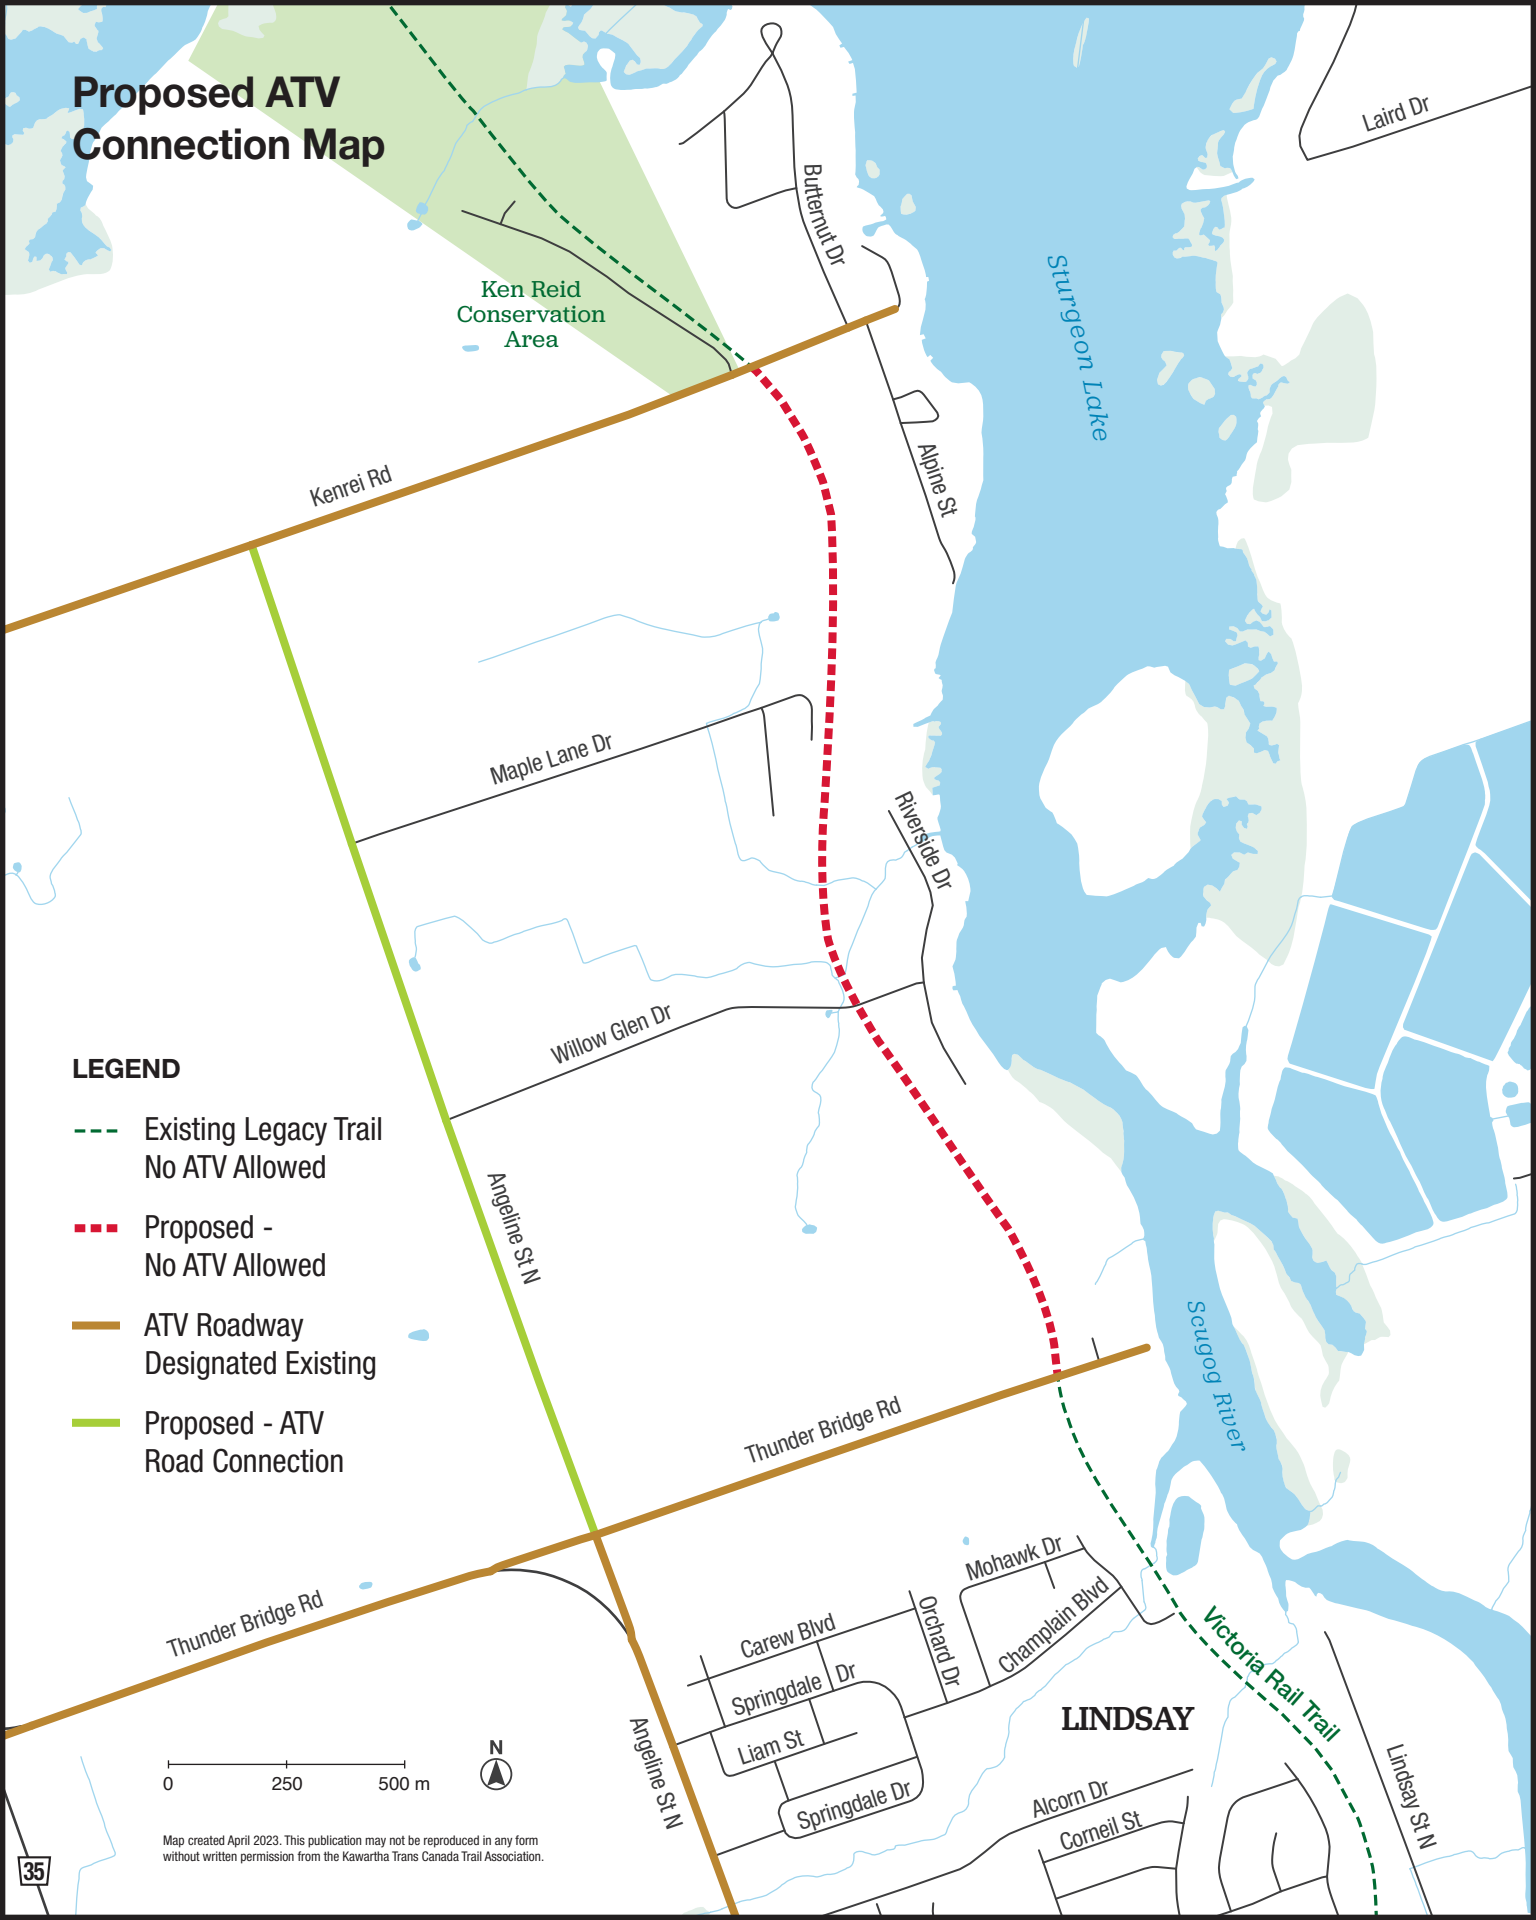 Proposed ATV
Connection Map
Laird Dr
Butternut Dr
Sturgeon Lake
Ken Reid
Conservation
Area
Kenrei Rd
Alpine St
Maple Lane Dr
Riverside Dr
Willow Glen Dr
LEGEND
Existing Legacy Trail
No ATV Allowed
Proposed -
No ATV Allowed
ATV Roadway
Designated Existing
Proposed - ATV
Road Connection
Angeline St N
Scugog River
Thunder Bridge Rd
Thunder Bridge Rd
Mohawk Dr
Champlain Blvd
Orchard Dr
Carew Blvd
Springdale Dr
Liam St
Springdale Dr
Victoria Rail Trail
LINDSAY
Angeline St N
Lindsay St N
Alcorn Dr
Corneil St
N
0 250 500 m
Map created April 2023. This publication may not be reproduced in any form
without written permission from the Kawartha Trans Canada Trail Association.
35